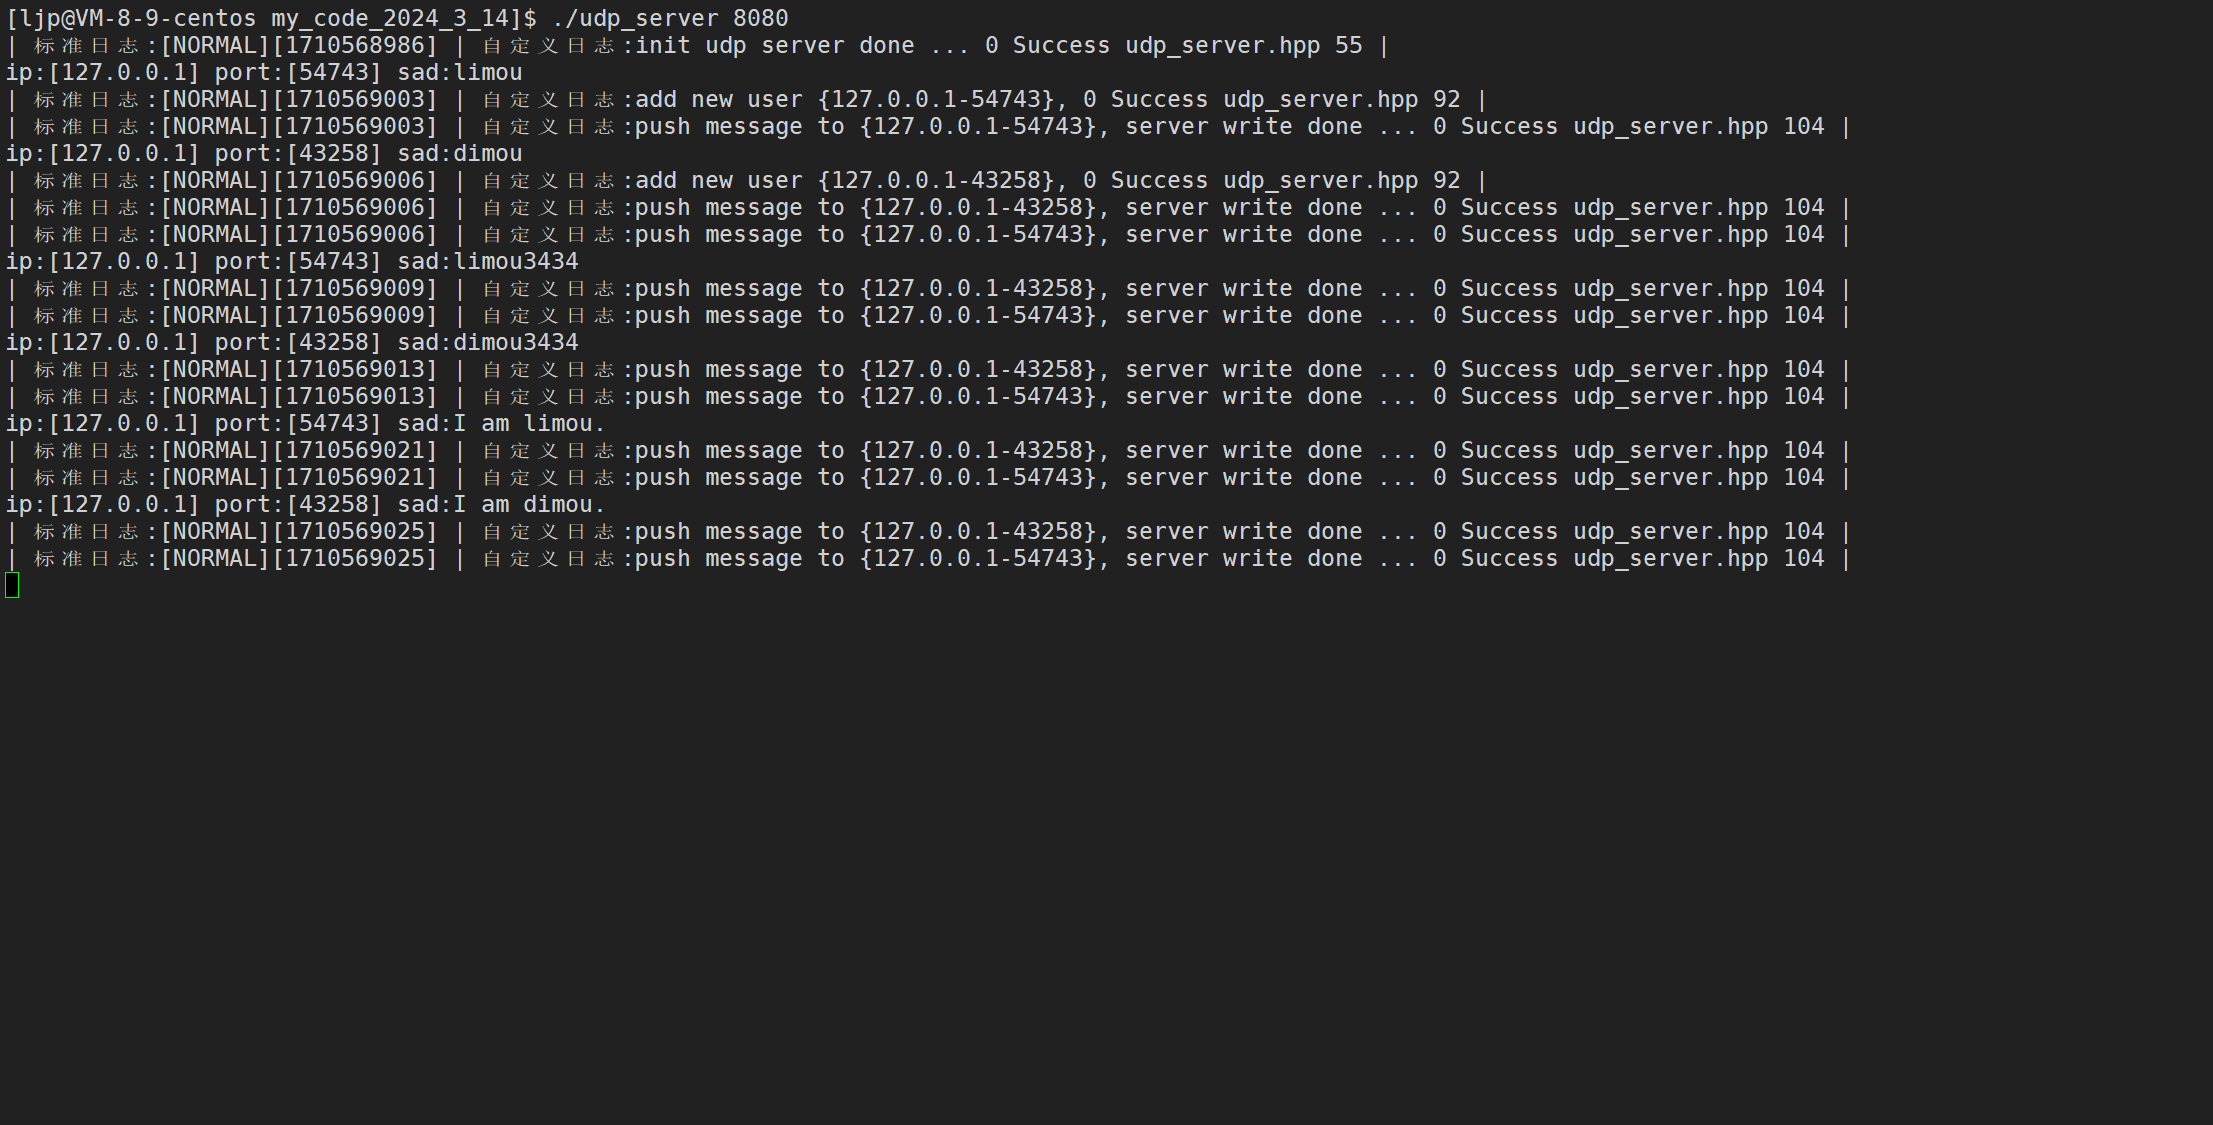 [ljp@VM-8-9-centos my_code_2024_3_14]$ ./udp_server 8080
| 标准日志:[NORMAL][1710568986] | 自定义日志:init udp server done ... 0 Success udp_server.hpp 55 |
ip:[127.0.0.1] port:[54743] sad:limou
| 标准日志:[NORMAL][1710569003] | 自定义日志:add new user {127.0.0.1-54743}, 0 Success udp_server.hpp 92 |
| 标准日志:[NORMAL][1710569003] | 自定义日志:push message to {127.0.0.1-54743}, server write done ... 0 Success udp_server.hpp 104 |
ip:[127.0.0.1] port:[43258] sad:dimou
| 标准日志:[NORMAL][1710569006] | 自定义日志:add new user {127.0.0.1-43258}, 0 Success udp_server.hpp 92 |
| 标准日志:[NORMAL][1710569006] | 自定义日志:push message to {127.0.0.1-43258}, server write done ... 0 Success udp_server.hpp 104 |
| 标准日志:[NORMAL][1710569006] | 自定义日志:push message to {127.0.0.1-54743}, server write done ... 0 Success udp_server.hpp 104 |
ip:[127.0.0.1] port:[54743] sad:limou3434
| 标准日志:[NORMAL][1710569009] | 自定义日志:push message to {127.0.0.1-43258}, server write done ... 0 Success udp_server.hpp 104 |
| 标准日志:[NORMAL][1710569009] | 自定义日志:push message to {127.0.0.1-54743}, server write done ... 0 Success udp_server.hpp 104 |
ip:[127.0.0.1] port:[43258] sad:dimou3434
| 标准日志:[NORMAL][1710569013] | 自定义日志:push message to {127.0.0.1-43258}, server write done ... 0 Success udp_server.hpp 104 |
| 标准日志:[NORMAL][1710569013] | 自定义日志:push message to {127.0.0.1-54743}, server write done ... 0 Success udp_server.hpp 104 |
ip:[127.0.0.1] port:[54743] sad:I am limou.
| 标准日志:[NORMAL][1710569021] | 自定义日志:push message to {127.0.0.1-43258}, server write done ... 0 Success udp_server.hpp 104 |
| 标准日志:[NORMAL][1710569021] | 自定义日志:push message to {127.0.0.1-54743}, server write done ... 0 Success udp_server.hpp 104 |
ip:[127.0.0.1] port:[43258] sad:I am dimou.
| 标准日志:[NORMAL][1710569025] | 自定义日志:push message to {127.0.0.1-43258}, server write done ... 0 Success udp_server.hpp 104 |
| 标准日志:[NORMAL][1710569025] | 自定义日志:push message to {127.0.0.1-54743}, server write done ... 0 Success udp_server.hpp 104 |